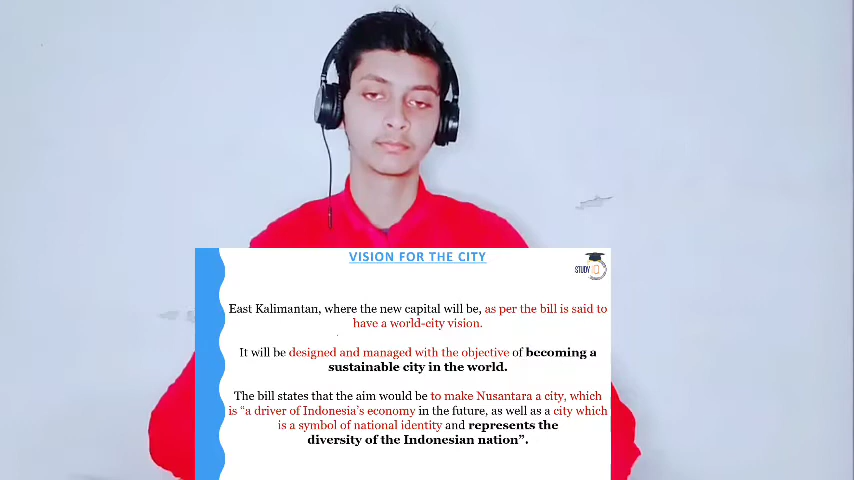 VISION FOR THE CITY
STUDY
East Kalimantan, where the new capital will be, as per the bill is said to
have a world-city vision.
It will be designed and managed with the objective of becoming a
sustainable city in the world.
The bill states that the aim would be to make Nusantara a city, which
is “a driver of Indonesia’s economy in the future, as well as a city which
is a symbol of national identity and represents the
diversity of the Indonesian nation”.